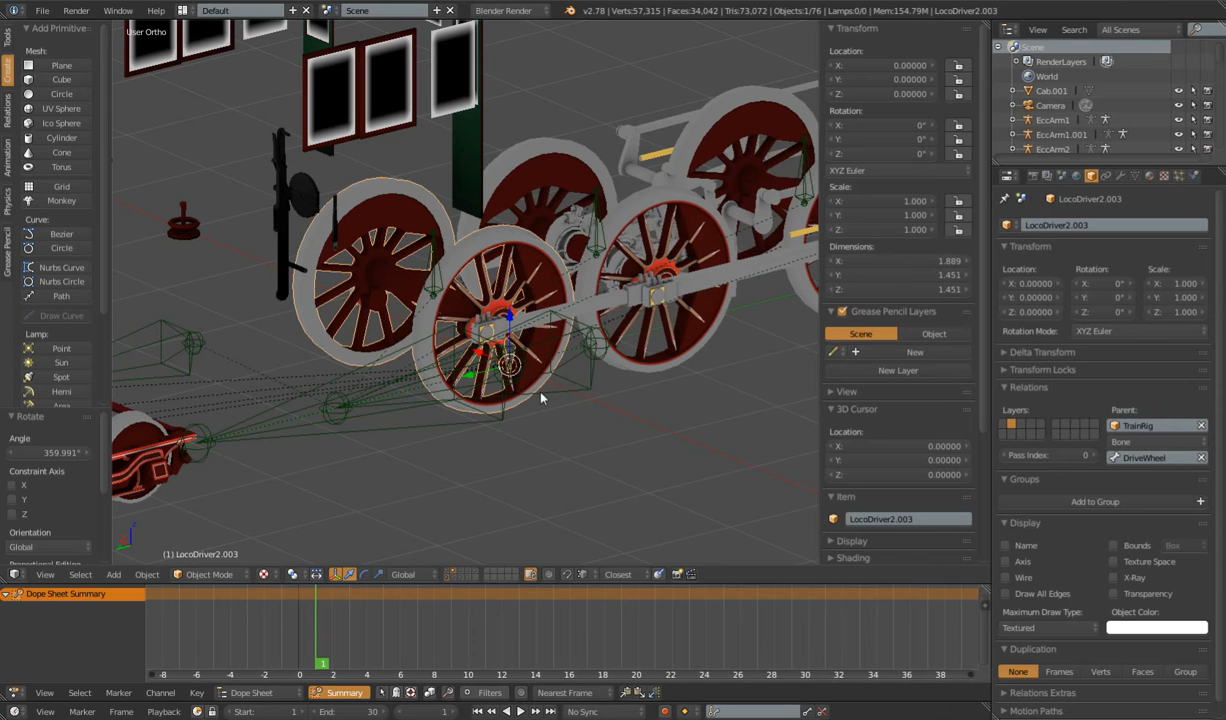 File Render Window Help Default Scene Blender Render v2.78 | Verts:57,315 | Faces:34,042 | Tris:73,072 | Objects:1/76 | Lamps:0/0 | Mem:154.79M | LocoDriver2.003
Tools
Create
Relations
Animation
Physics
Grease Pencil
Add Primitive
Mesh:
Plane
Cube
Circle
UV Sphere
Ico Sphere
Cylinder
Cone
Torus
Grid
Monkey
Curve:
Bezier
Circle
Nurbs Curve
Nurbs Circle
Path
Draw Curve
Lamp:
Point
Sun
Spot
Hemi
Area
Rotate
Angle
359.991°
Constraint Axis
X
Y
Z
Orientation
Global
User Ortho
(1) LocoDriver2.003
Transform
Location:
X: 0.00000
Y: 0.00000
Z: 0.00000
Rotation:
X: 0°
Y: 0°
Z: 0°
XYZ Euler
Scale:
X: 1.000
Y: 1.000
Z: 1.000
Dimensions:
X: 1.889
Y: 1.451
Z: 1.451
Grease Pencil Layers
Scene Object
New
New Layer
View
3D Cursor
Location:
X: 0.00000
Y: 0.00000
Z: 0.00000
Item
LocoDriver2.003
Display
Shading
View Search All Scenes
Scene
RenderLayers
World
Cab.001
Camera
EccArm1
EccArm1.001
EccArm2
LocoDriver2.003
LocoDriver2.003
Transform
Location: Rotation: Scale:
X: 0.00000 X: 0° X: 1.000
Y: 0.00000 Y: 0° Y: 1.000
Z: 0.00000 Z: 0° Z: 1.000
Rotation Mode: XYZ Euler
Delta Transform
Transform Locks
Relations
Layers: Parent:
TrainRig
Bone
Pass Index: 0 DriveWheel
Groups
Add to Group
Display
Name Bounds Box
Axis Texture Space
Wire X-Ray
Draw All Edges Transparency
Maximum Draw Type: Object Color:
Textured
Duplication
None Frames Verts Faces Group
Relations Extras
Motion Paths
View Select Add Object Object Mode Global Closest
Dope Sheet Summary
1
-8 -6 -4 -2 0 2 4 6 8 10 12 14 16 18 20 22 24 26 28 30 32 34 36 38
View Select Marker Channel Key Dope Sheet Summary Filters Nearest Frame
View Marker Frame Playback Start: 1 End: 30 1 No Sync